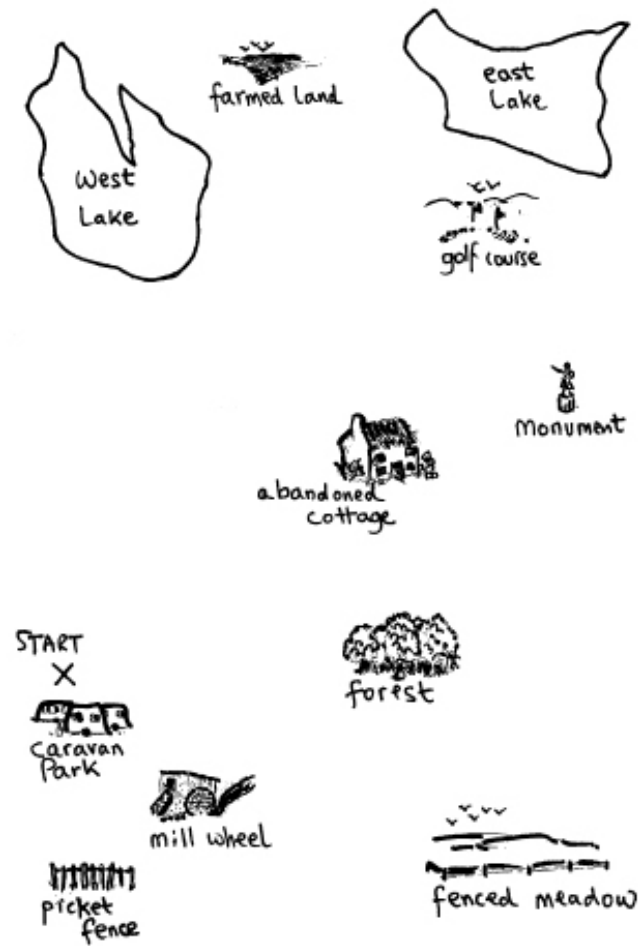 farmed land
east
Lake
West
Lake
golf course
Monument
abandoned
cottage
START
forest
caravan
Park
mill wheel
picket
fence
fenced meadow